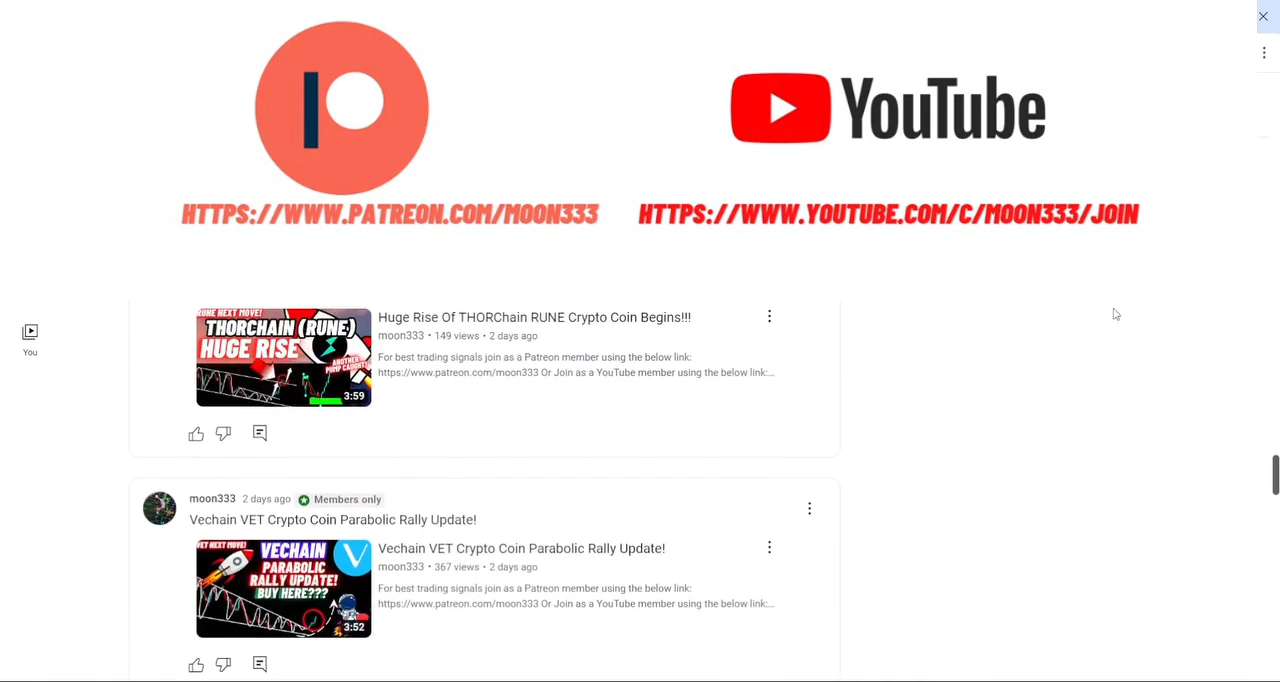 YouTube
HTTPS://WWW.PATREON.COM/MOON333
HTTPS://WWW.YOUTUBE.COM/C/MOON333/JOIN
You
RUNE NEXT MOVE!
THORCHAIN (RUNE)
HUGE RISE
ANOTHER
PUMP CAUGHT!
3:59
Huge Rise Of THORChain RUNE Crypto Coin Begins!!!
moon333 • 149 views • 2 days ago
For best trading signals join as a Patreon member using the below link:
https://www.patreon.com/moon333 Or Join as a YouTube member using the below link:...
moon333 2 days ago Members only
Vechain VET Crypto Coin Parabolic Rally Update!
VET NEXT MOVE!
VECHAIN
PARABOLIC
RALLY UPDATE!
BUY HERE???
3:52
Vechain VET Crypto Coin Parabolic Rally Update!
moon333 • 367 views • 2 days ago
For best trading signals join as a Patreon member using the below link:
https://www.patreon.com/moon333 Or Join as a YouTube member using the below link:...